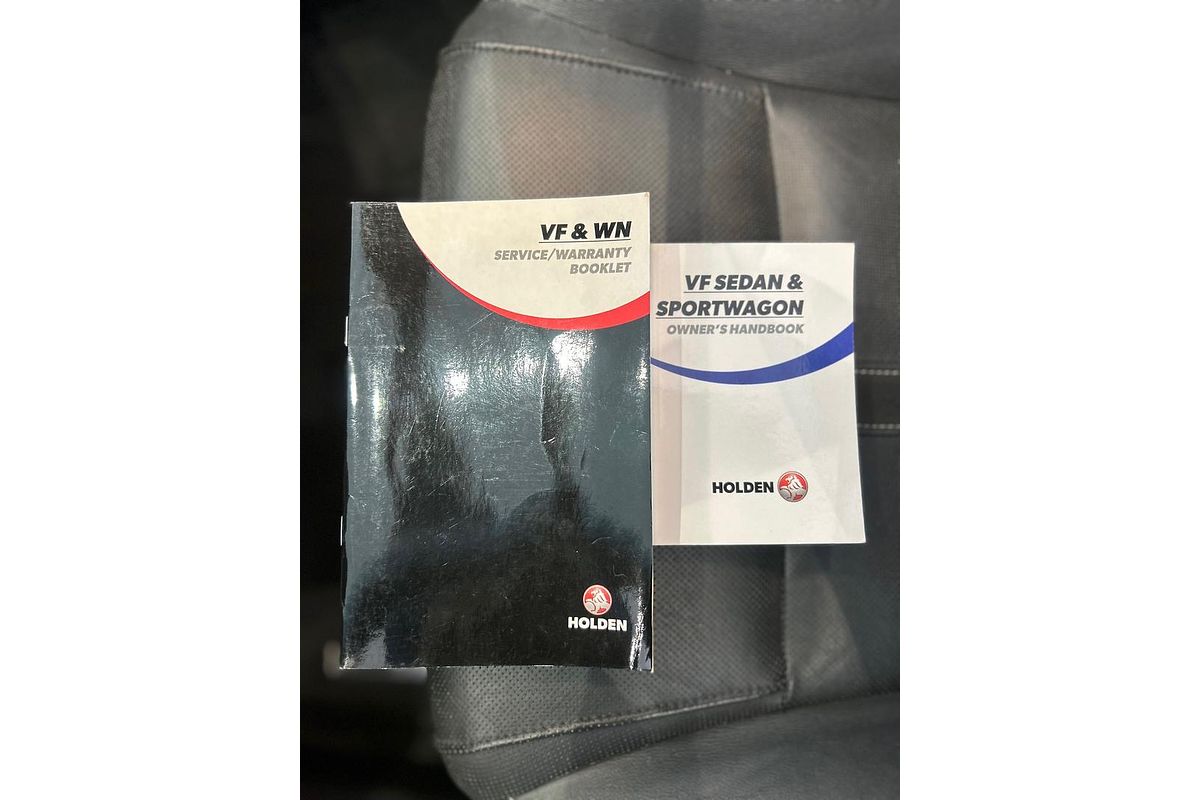 VF & WN
SERVICE/WARRANTY
BOOKLET
HOLDEN
VF SEDAN &
SPORTWAGON
OWNER'S HANDBOOK
HOLDEN